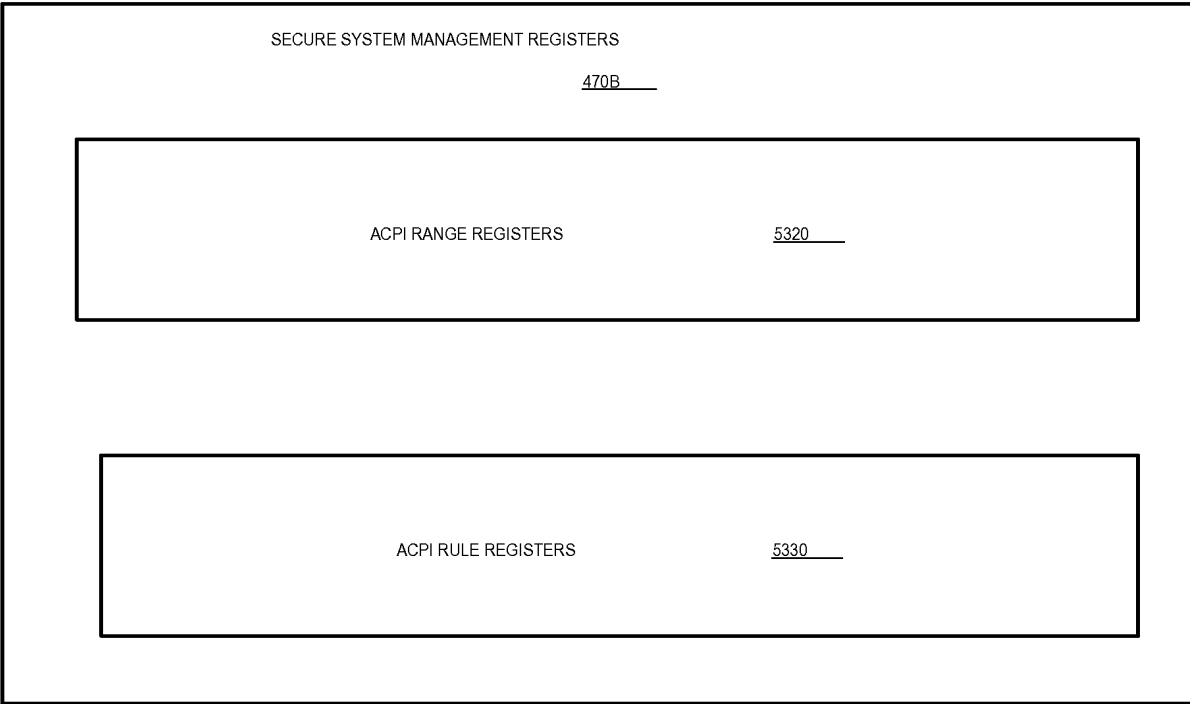 SECURE SYSTEM MANAGEMENT REGISTERS
470B
ACPI RANGE REGISTERS 5320
ACPI RULE REGISTERS 5330